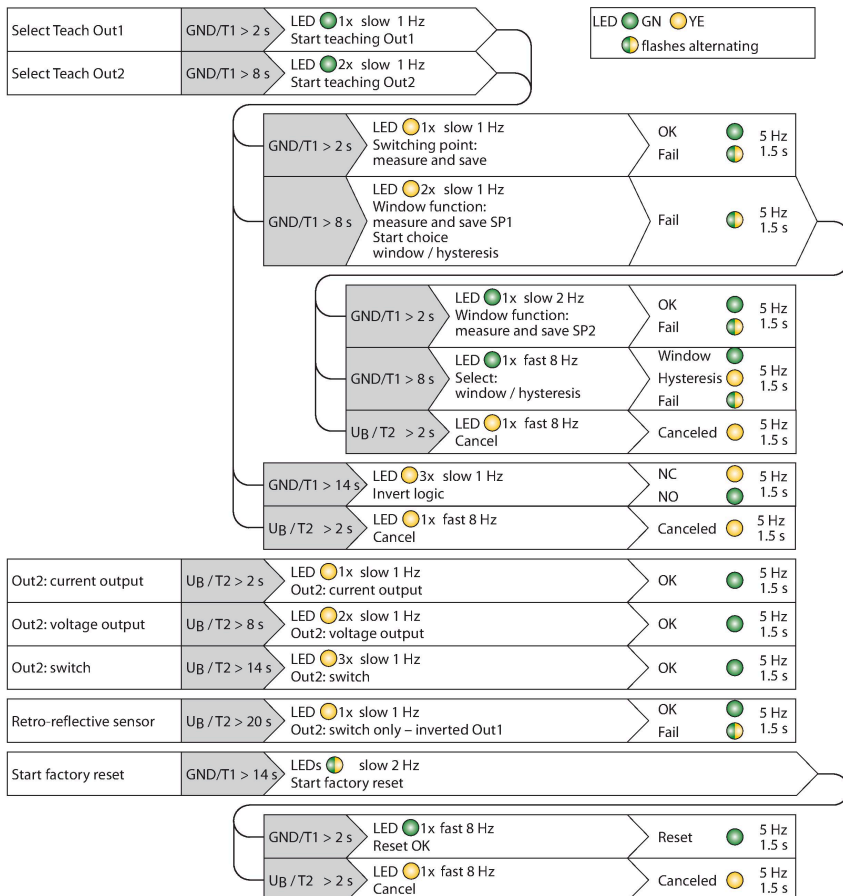 LED GN YE
flashes alternating
Select Teach Out1 GND/T1 > 2 s LED 1x slow 1 Hz
Start teaching Out1
Select Teach Out2 GND/T1 > 8 s LED 2x slow 1 Hz
Start teaching Out2
GND/T1 > 2 s LED 1x slow 1 Hz
Switching point:
measure and save
OK
Fail
5 Hz
1.5 s
GND/T1 > 8 s LED 2x slow 1 Hz
Window function:
measure and save SP1
Start choice
window / hysteresis
Fail
5 Hz
1.5 s
GND/T1 > 2 s LED 1x slow 2 Hz
Window function:
measure and save SP2
OK
Fail
5 Hz
1.5 s
GND/T1 > 8 s LED 1x fast 8 Hz
Select:
window / hysteresis
Window
Hysteresis
Fail
5 Hz
1.5 s
UB / T2 > 2 s LED 1x fast 8 Hz
Cancel
Canceled
5 Hz
1.5 s
GND/T1 > 14 s LED 3x slow 1 Hz
Invert logic
NC
NO
5 Hz
1.5 s
UB / T2 > 2 s LED 1x fast 8 Hz
Cancel
Canceled
5 Hz
1.5 s
Out2: current output UB / T2 > 2 s LED 1x slow 1 Hz
Out2: current output
OK
5 Hz
1.5 s
Out2: voltage output UB / T2 > 8 s LED 2x slow 1 Hz
Out2: voltage output
OK
5 Hz
1.5 s
Out2: switch UB / T2 > 14 s LED 3x slow 1 Hz
Out2: switch
OK
5 Hz
1.5 s
Retro-reflective sensor UB / T2 > 20 s LED 1x slow 1 Hz
Out2: switch only – inverted Out1
OK
Fail
5 Hz
1.5 s
Start factory reset GND/T1 > 14 s LEDs slow 2 Hz
Start factory reset
GND/T1 > 2 s LED 1x fast 8 Hz
Reset OK
Reset
5 Hz
1.5 s
UB / T2 > 2 s LED 1x fast 8 Hz
Cancel
Canceled
5 Hz
1.5 s